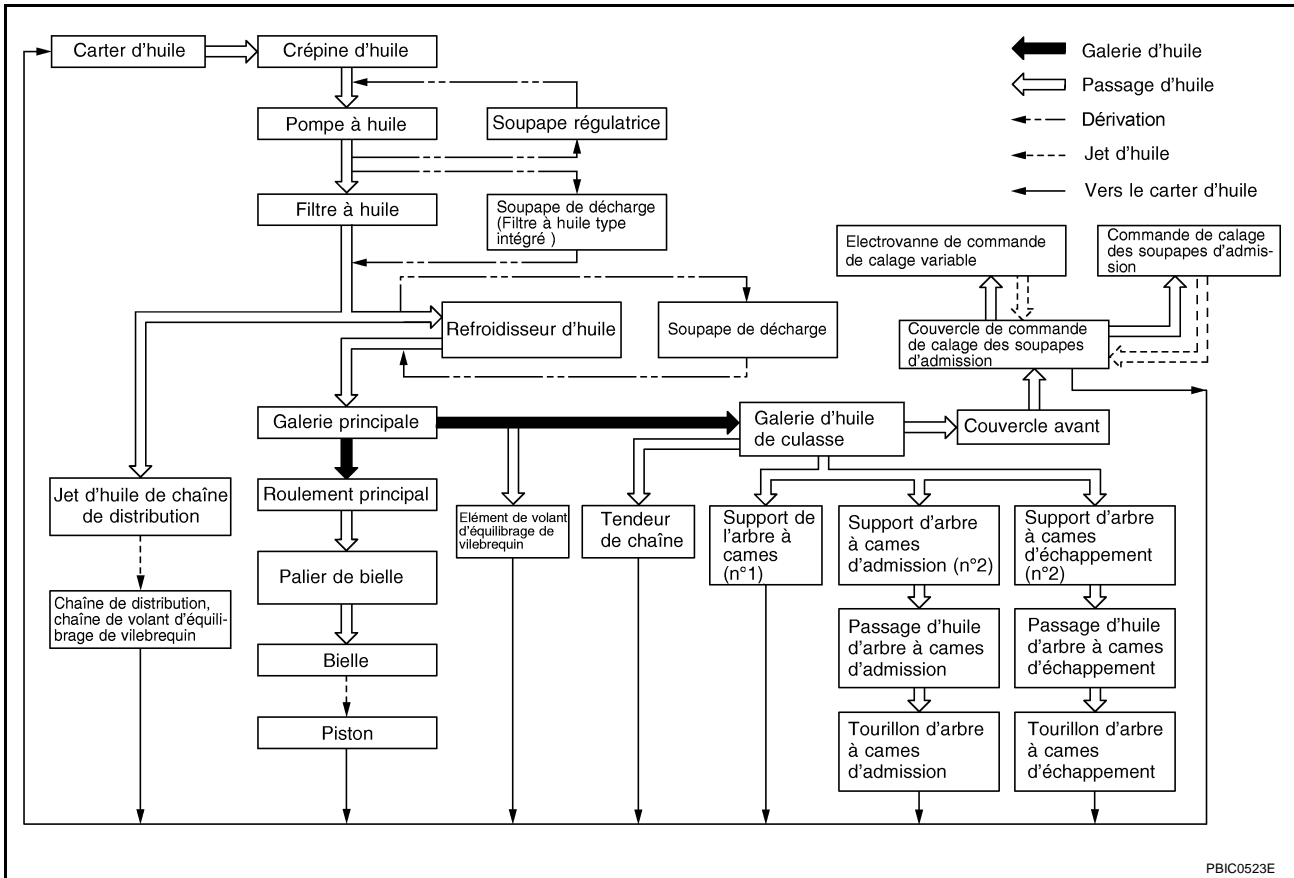 Carter d'huile
Crépine d'huile
Galerie d'huile
Passage d'huile
Dérivation
Jet d'huile
Vers le carter d'huile
Pompe à huile
Soupape régulatrice
Filtre à huile
Soupape de décharge
(Filtre à huile type
intégré )
Electrovanne de commande
de calage variable
Commande de calage
des soupapes d'admis-
sion
Refroidisseur d'huile
Soupape de décharge
Couvercle de commande
de calage des soupapes
d'admission
Galerie principale
Galerie d'huile
de culasse
Couvercle avant
Jet d'huile de chaîne
de distribution
Roulement principal
Elément de volant
d'équilibrage de
vilebrequin
Tendeur
de chaîne
Support de
l'arbre à
cames
(n°1)
Support d'arbre
à cames
d'admission (n°2)
Support d'arbre
à cames
d'échappement
(n°2)
Palier de bielle
Chaîne de distribution,
chaîne de volant d'équili-
brage de vilebrequin
Passage d'huile
d'arbre à cames
d'admission
Passage d'huile
d'arbre à cames
d'échappement
Bielle
Piston
Tourillon d'arbre
à cames
d'admission
Tourillon d'arbre
à cames
d'échappement
PBIC0523E